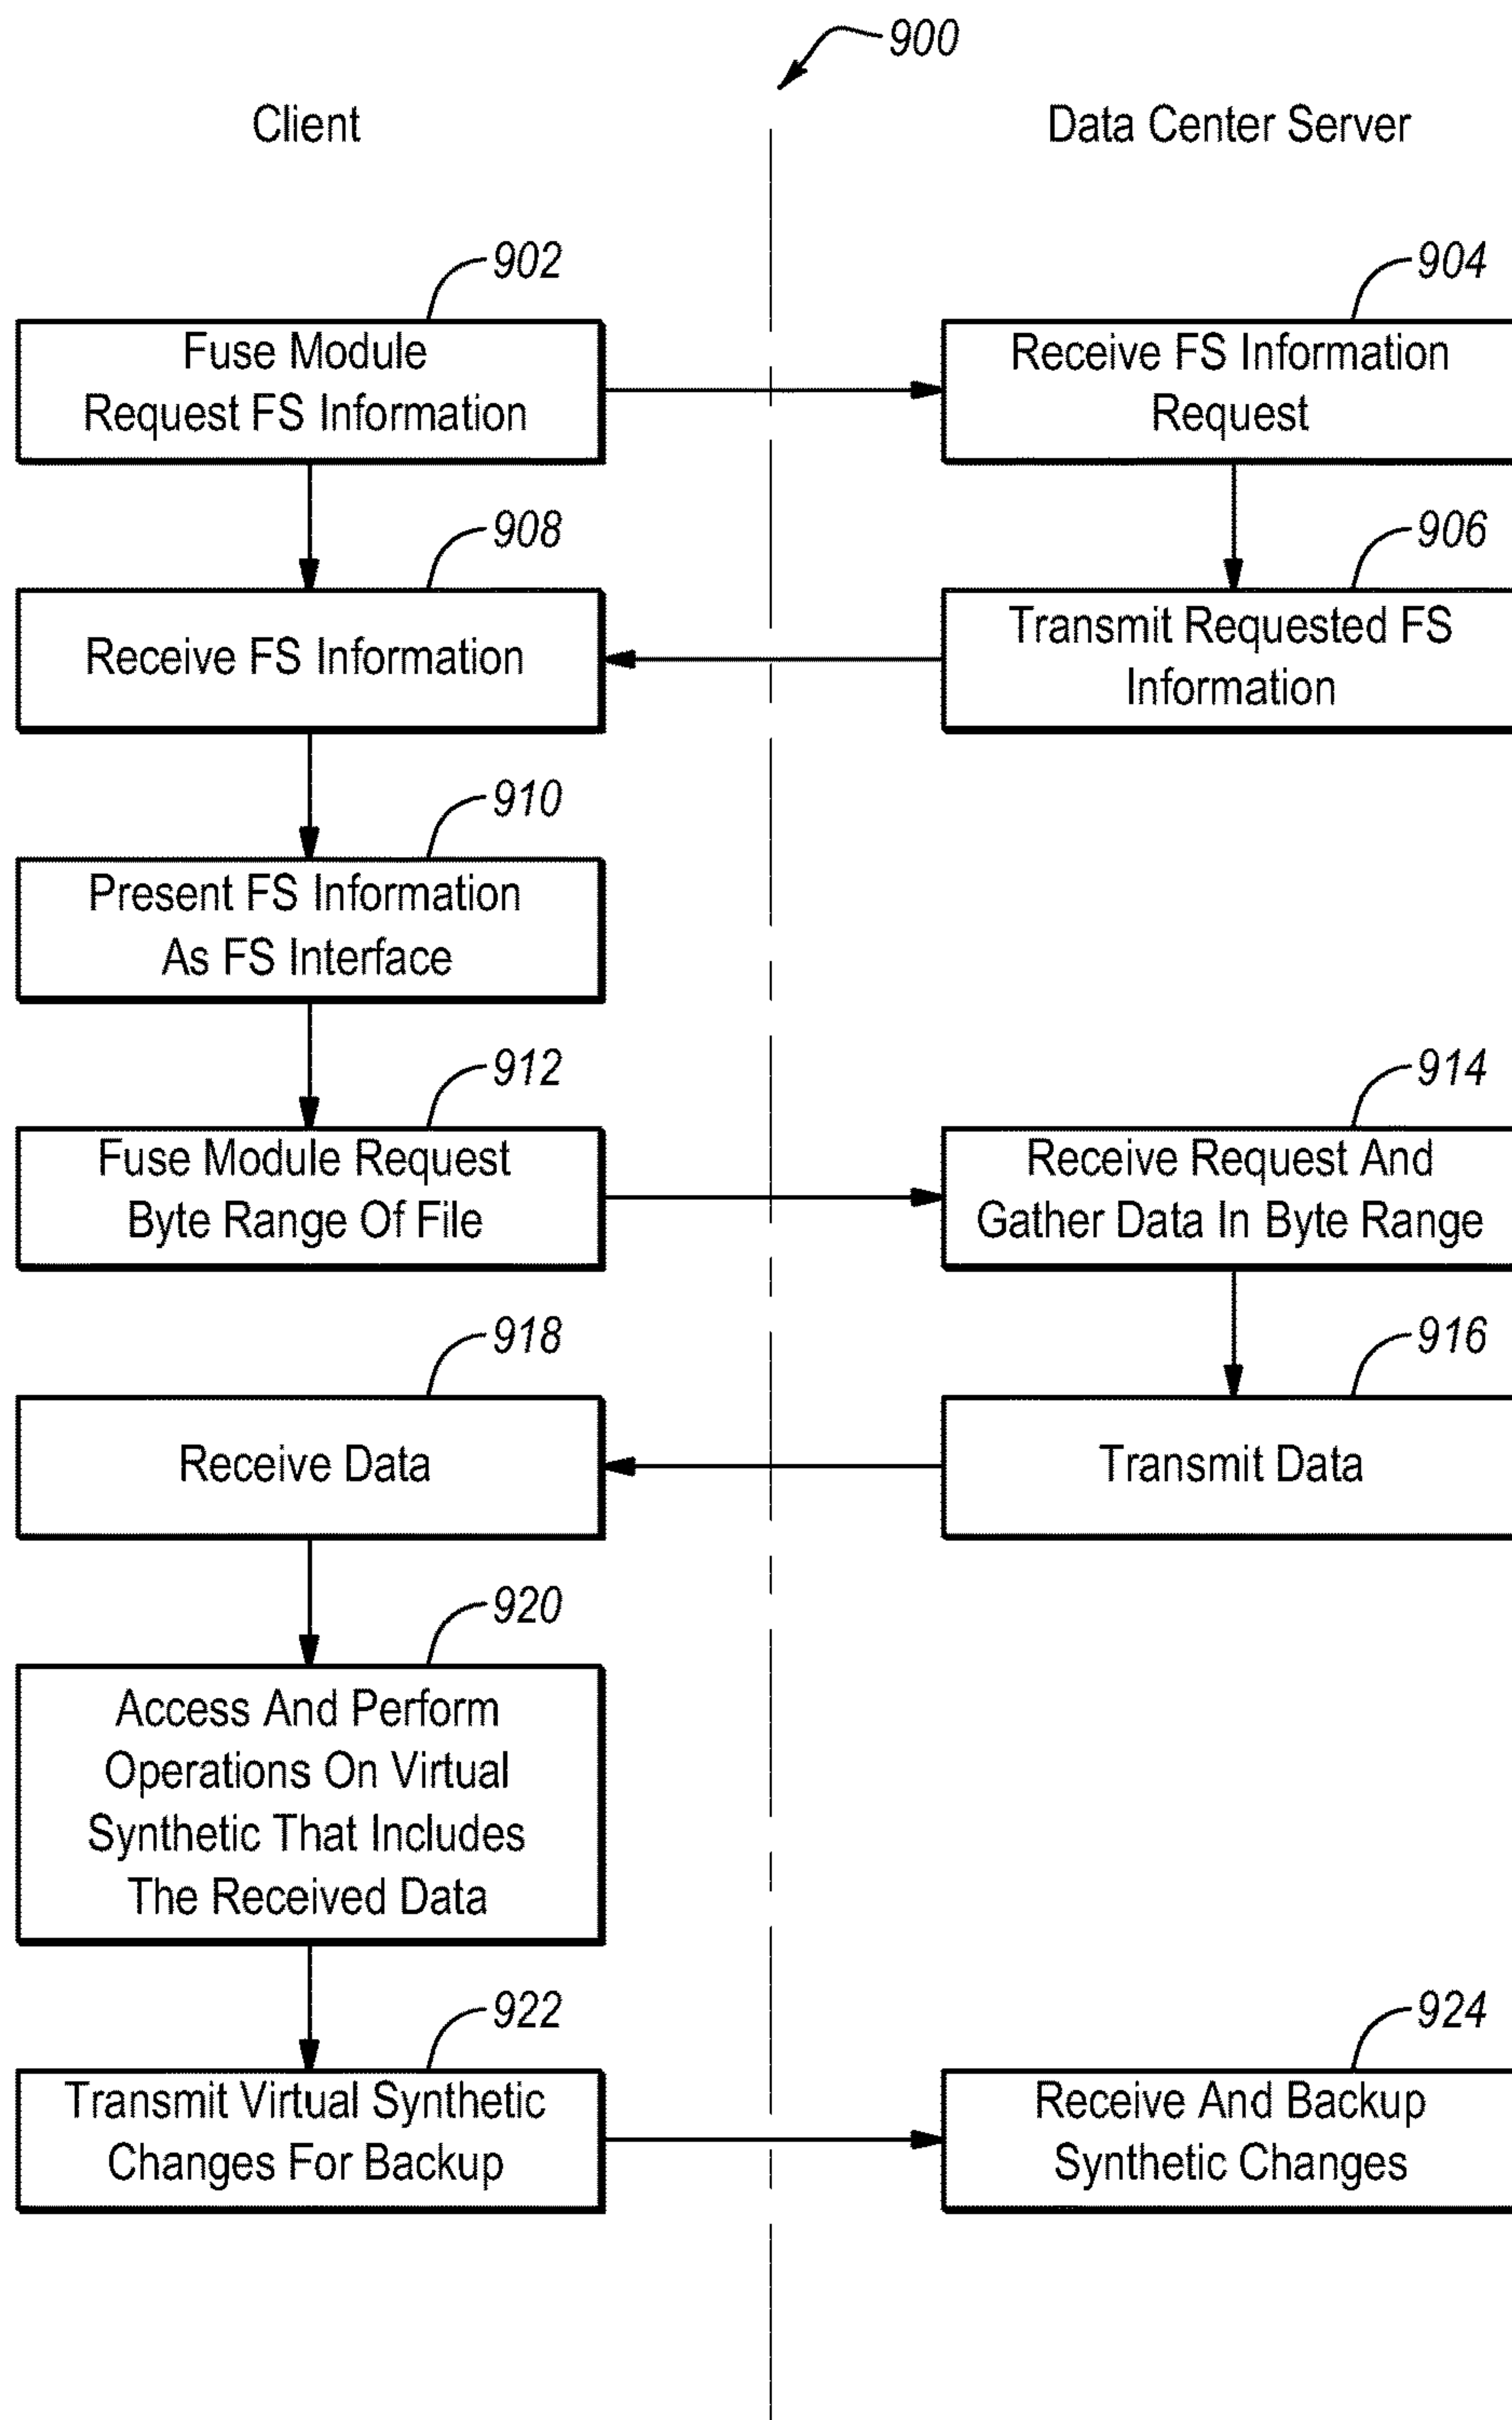 900
Client
Data Center Server
902
904
Fuse Module
Request FS Information
Receive FS Information
Request
908
906
Receive FS Information
Transmit Requested FS
Information
910
Present FS Information
As FS Interface
912
914
Fuse Module Request
Byte Range Of File
Receive Request And
Gather Data In Byte Range
918
916
Receive Data
Transmit Data
920
Access And Perform
Operations On Virtual
Synthetic That Includes
The Received Data
922
924
Transmit Virtual Synthetic
Changes For Backup
Receive And Backup
Synthetic Changes